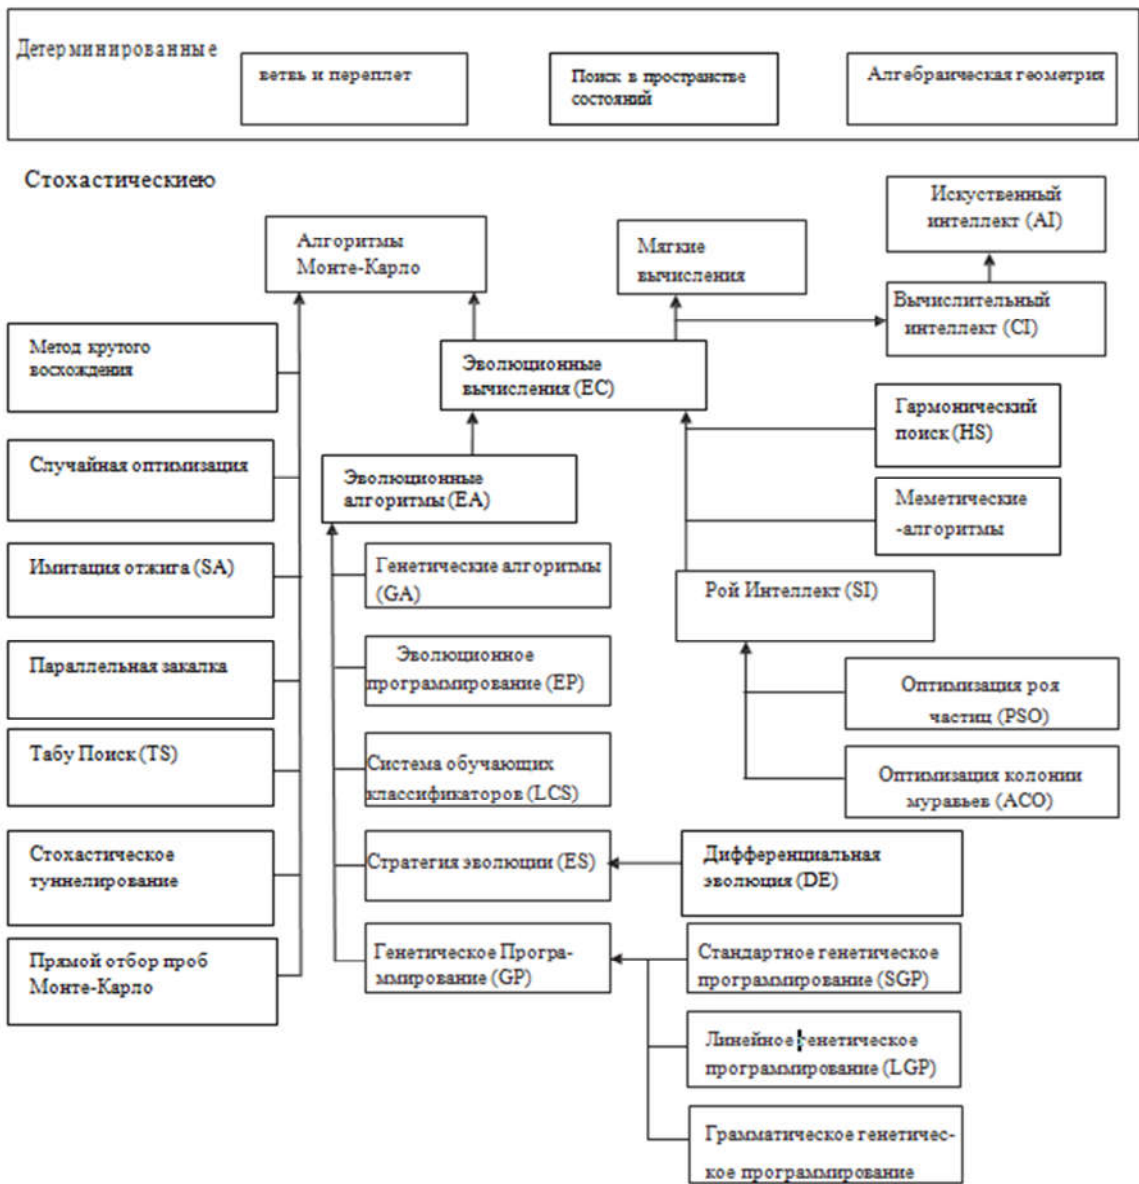 Детерминированные
ветвь и переплет
Поиск в пространстве
состояний
Алгебраическая геометрия
Стохастическиею
Алгоритмы
Монте-Карло
Мягкие
вычисления
Искуственный
интеллект (AI)
Вычислительный
интеллект (CI)
Метод крутого
восхождения
Эволюционные
вычисления (EC)
Гармонический
поиск (HS)
Случайная оптимизация
Эволюционные
алгоритмы (EA)
Меметические
-алгоритмы
Имитация отжига (SA)
Генетические алгоритмы
(GA)
Рой Интеллект (SI)
Параллельная закалка
Эволюционное
программирование (EP)
Оптимизация роя
частиц (PSO)
Табу Поиск (TS)
Система обучающих
классификаторов (LCS)
Оптимизация колонии
муравьев (ACO)
Стохастическое
туннелирование
Стратегия эволюции (ES)
Дифференциальная
эволюция (DE)
Прямой отбор проб
Монте-Карло
Генетическое Програ-
ммирование (GP)
Стандартное генетическое
программирование (SGP)
Линейное генетическое
программирование (LGP)
Грамматическое генетичес-
кое программирование